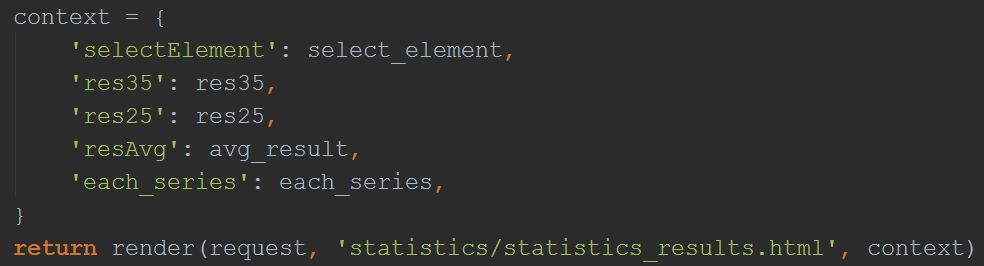 context = {
    'selectElement': select_element,
    'res35': res35,
    'res25': res25,
    'resAvg': avg_result,
    'each_series': each_series,
}
return render(request, 'statistics/statistics_results.html', context)